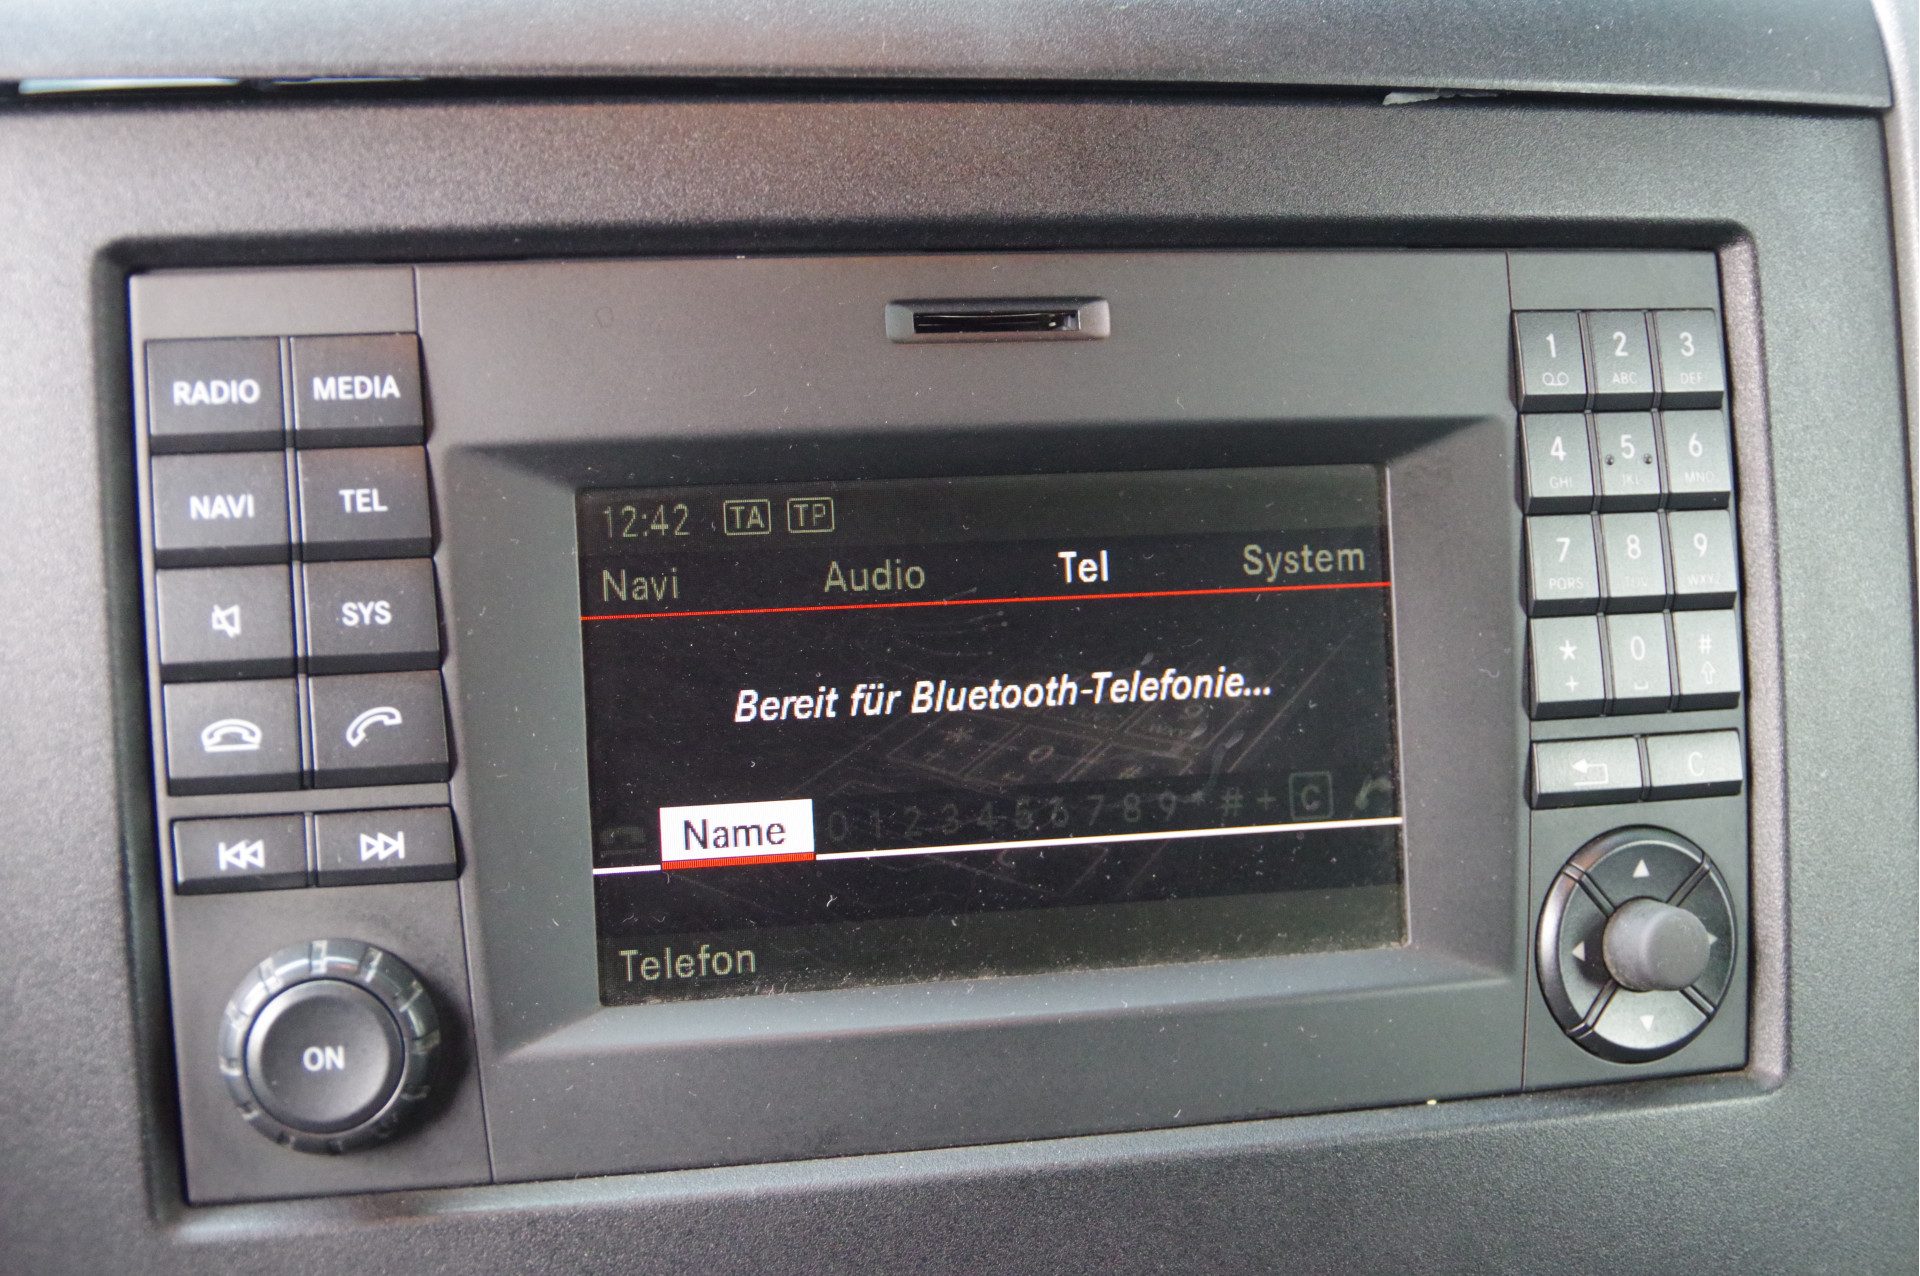 RADIO MEDIA
NAVI TEL
SYS
ON
12:42 TA TP
Navi Audio Tel System
Bereit für Bluetooth-Telefonie...
Name 0 1 2 3 4 5 6 7 8 9 * # + C
Telefon
1 2 3
ABC DEF
4 5 6
GHI JKL MNO
7 8 9
PQRS TUV WXYZ
* 0 #
+
C